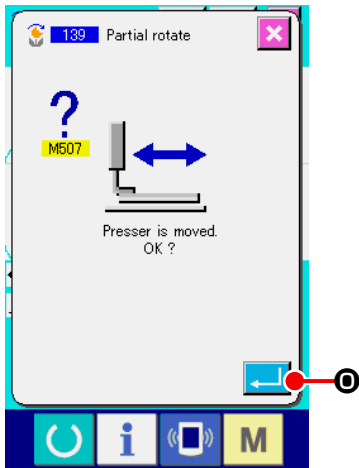 139 Partial rotate
?
M507
Presser is moved.
OK ?
O
i
M